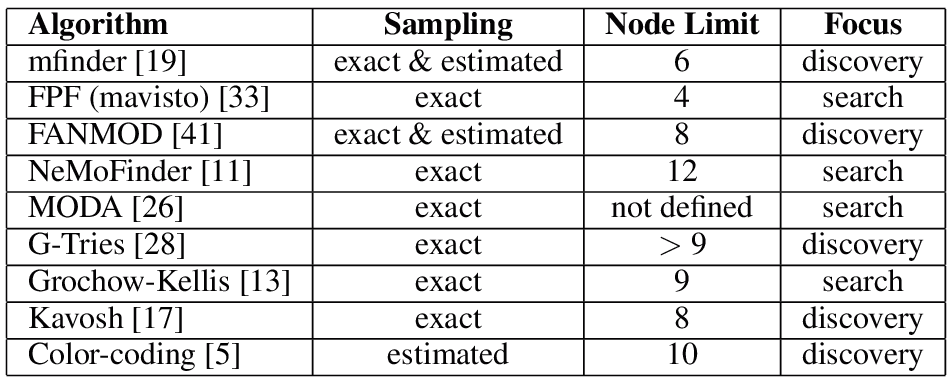 Algorithm Sampling Node Limit Focus
mfinder [19] exact & estimated 6 discovery
FPF (mavisto) [33] exact 4 search
FANMOD [41] exact & estimated 8 discovery
NeMoFinder [11] exact 12 search
MODA [26] exact not defined search
G-Tries [28] exact > 9 discovery
Grochow-Kellis [13] exact 9 search
Kavosh [17] exact 8 discovery
Color-coding [5] estimated 10 discovery